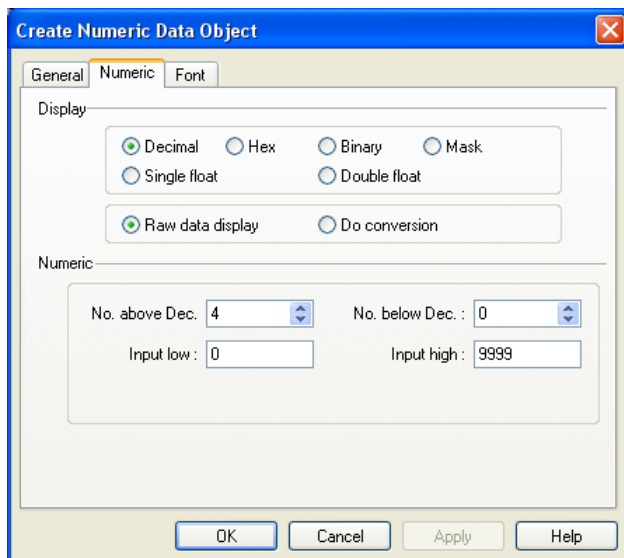 Create Numeric Data Object
General Numeric Font
Display
Decimal Hex Binary Mask
Single float Double float
Raw data display Do conversion
Numeric
No. above Dec. 4 No. below Dec. : 0
Input low : 0 Input high : 9999
OK Cancel Apply Help